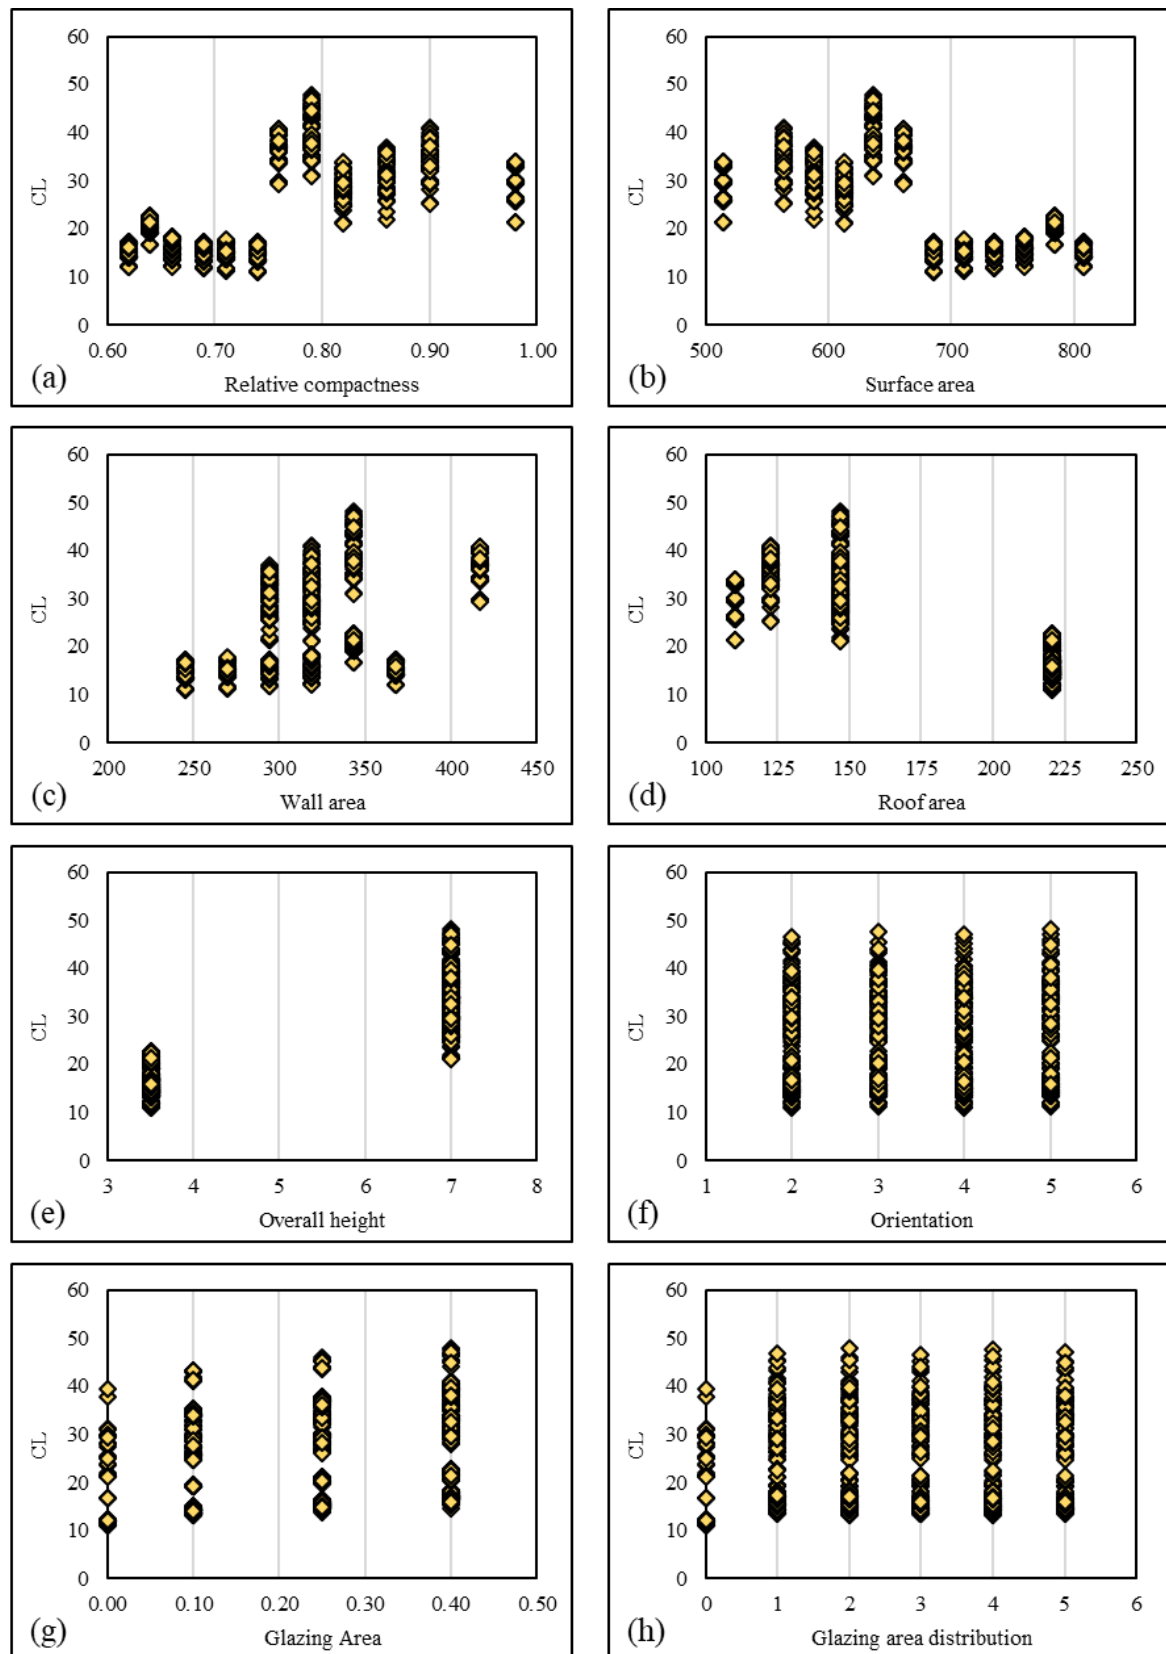 60
50
40
30
20
10
0
CL
0.60 0.70 0.80 0.90 1.00
(a) Relative compactness
60
50
40
30
20
10
0
CL
500 600 700 800
(b) Surface area
60
50
40
30
20
10
0
CL
200 250 300 350 400 450
(c) Wall area
60
50
40
30
20
10
0
CL
100 125 150 175 200 225 250
(d) Roof area
60
50
40
30
20
10
0
CL
3 4 5 6 7 8
(e) Overall height
60
50
40
30
20
10
0
CL
1 2 3 4 5 6
(f) Orientation
60
50
40
30
20
10
0
CL
0.00 0.10 0.20 0.30 0.40 0.50
(g) Glazing Area
60
50
40
30
20
10
0
CL
0 1 2 3 4 5 6
(h) Glazing area distribution